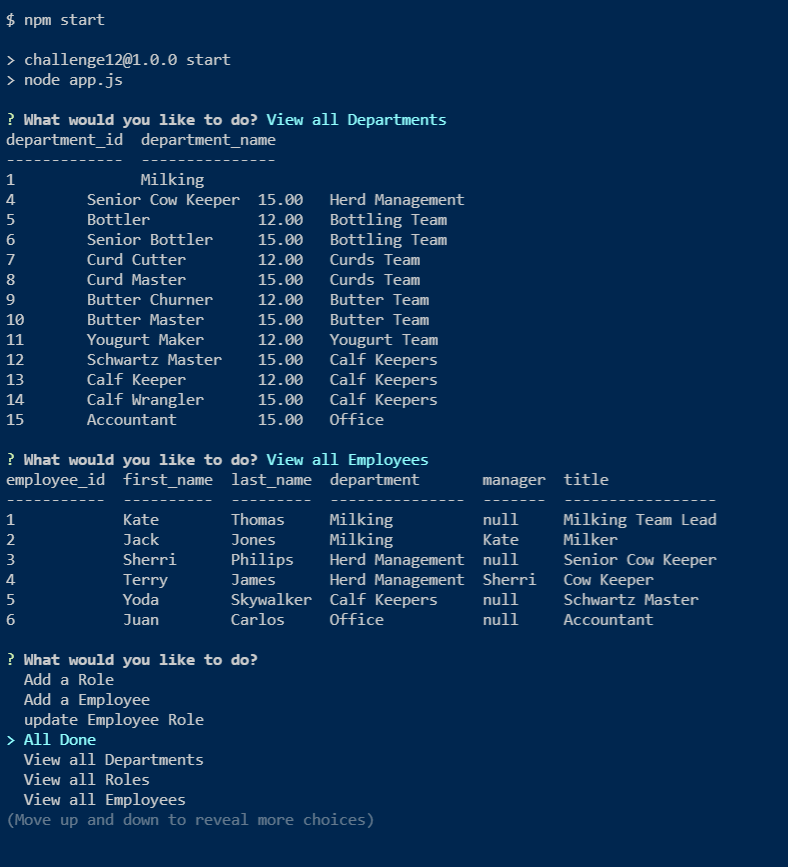 $ npm start
> challenge12@1.0.0 start
> node app.js
? What would you like to do? View all Departments
department_id  department_name
-------------  ---------------
1              Milking
4        Senior Cow Keeper  15.00   Herd Management
5        Bottler            12.00   Bottling Team
6        Senior Bottler     15.00   Bottling Team
7        Curd Cutter        12.00   Curds Team
8        Curd Master        15.00   Curds Team
9        Butter Churner     12.00   Butter Team
10       Butter Master      15.00   Butter Team
11       Yougurt Maker      12.00   Yougurt Team
12       Schwartz Master    15.00   Calf Keepers
13       Calf Keeper        12.00   Calf Keepers
14       Calf Wrangler      15.00   Calf Keepers
15       Accountant         15.00   Office
? What would you like to do? View all Employees
employee_id  first_name  last_name  department       manager  title
-----------  ----------  ---------  ---------------  -------  -----------------
1            Kate        Thomas     Milking          null     Milking Team Lead
2            Jack        Jones      Milking          Kate     Milker
3            Sherri      Philips    Herd Management  null     Senior Cow Keeper
4            Terry       James      Herd Management  Sherri   Cow Keeper
5            Yoda        Skywalker  Calf Keepers     null     Schwartz Master
6            Juan        Carlos     Office           null     Accountant
? What would you like to do?
  Add a Role
  Add a Employee
  update Employee Role
> All Done
  View all Departments
  View all Roles
  View all Employees
(Move up and down to reveal more choices)